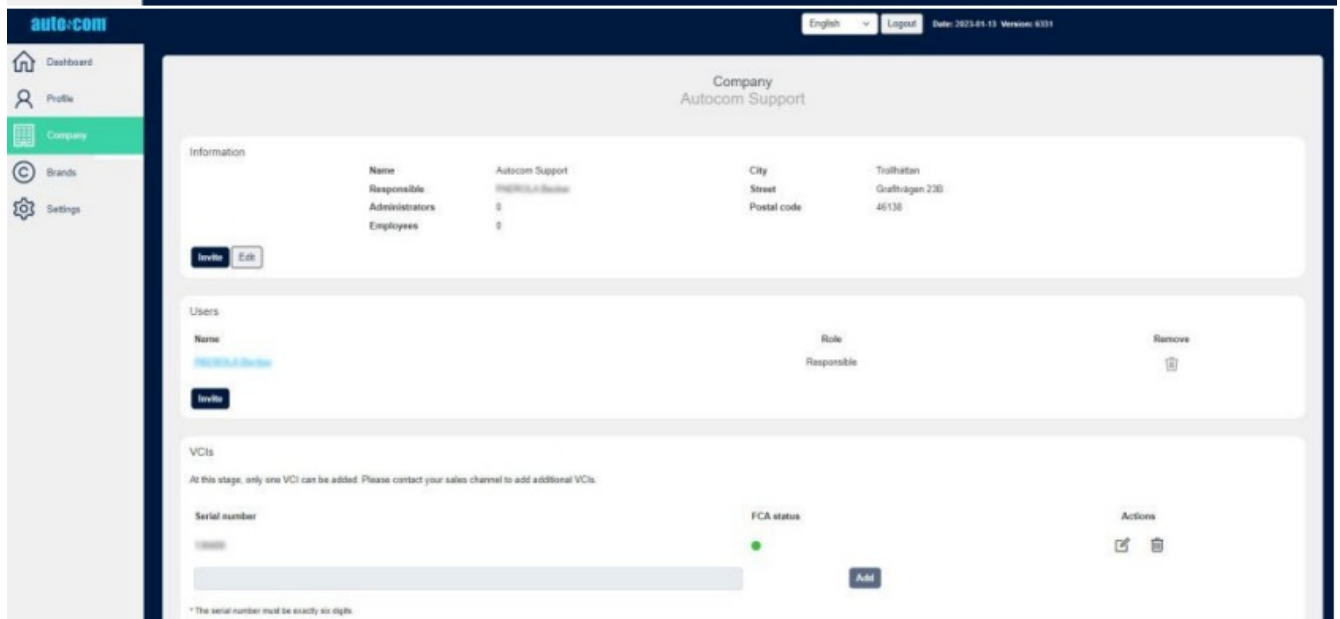 auto:com
English
Logout
Date: 2023-01-13 Version: 6331
Dashboard
Profile
Company
Brands
Settings
Company
Autocom Support
Information
Name Autocom Support City Trollhättan
Responsible Street Grafitvägen 23B
Administrators 0 Postal code 46138
Employees 0
Invite Edit
Users
Name Role Remove
Responsible
Invite
VCIs
At this stage, only one VCI can be added. Please contact your sales channel to add additional VCIs.
Serial number FCA status Actions
Add
* The serial number must be exactly six digits.